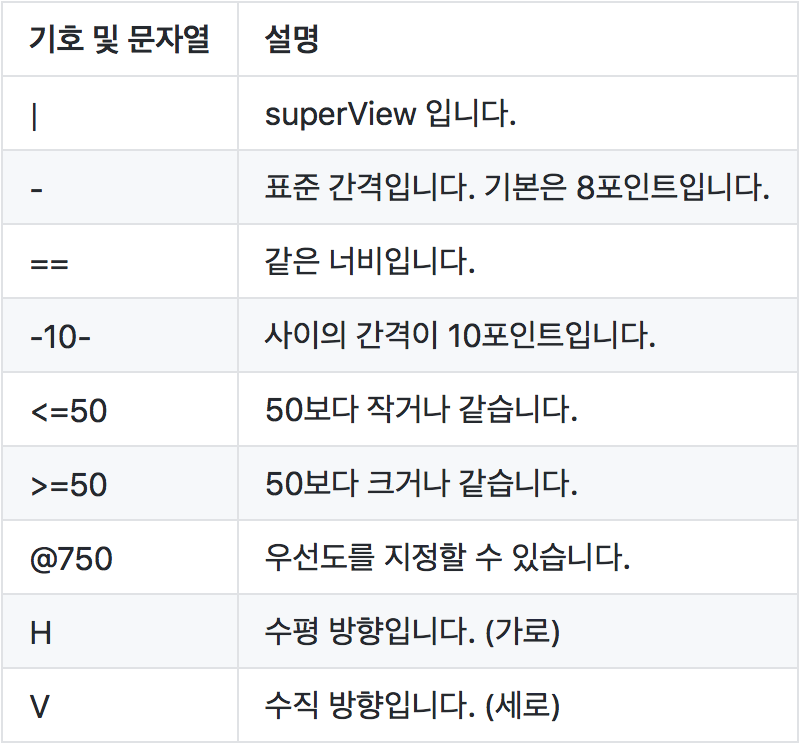 기호 및 문자열 설명
| superView 입니다.
- 표준 간격입니다. 기본은 8포인트입니다.
== 같은 너비입니다.
-10- 사이의 간격이 10포인트입니다.
<=50 50보다 작거나 같습니다.
>=50 50보다 크거나 같습니다.
@750 우선도를 지정할 수 있습니다.
H 수평 방향입니다. (가로)
V 수직 방향입니다. (세로)